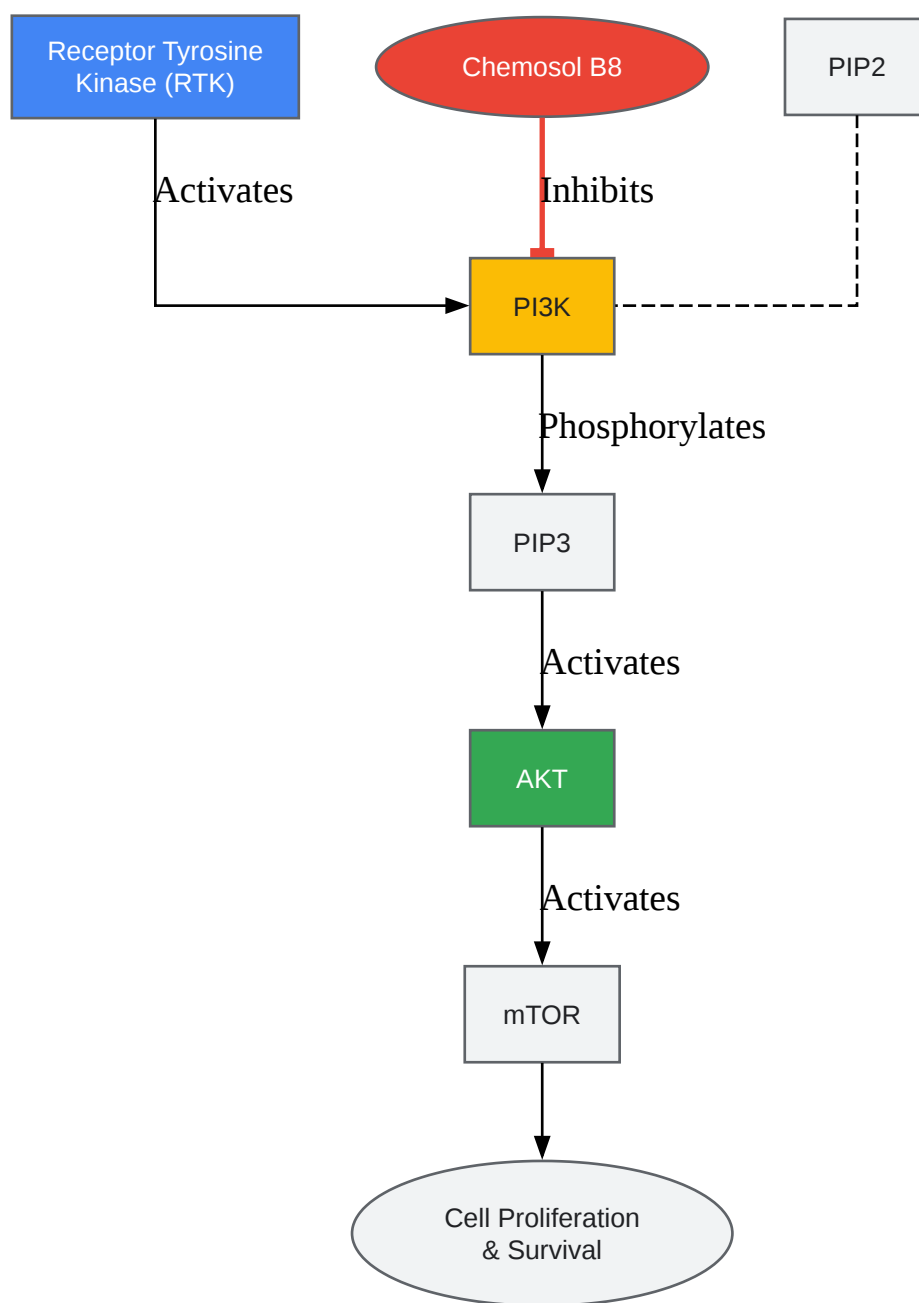 Receptor Tyrosine
Kinase (RTK)
Chemosol B8
PIP2
Activates
Inhibits
PI3K
Phosphorylates
PIP3
Activates
AKT
Activates
mTOR
Cell Proliferation
& Survival